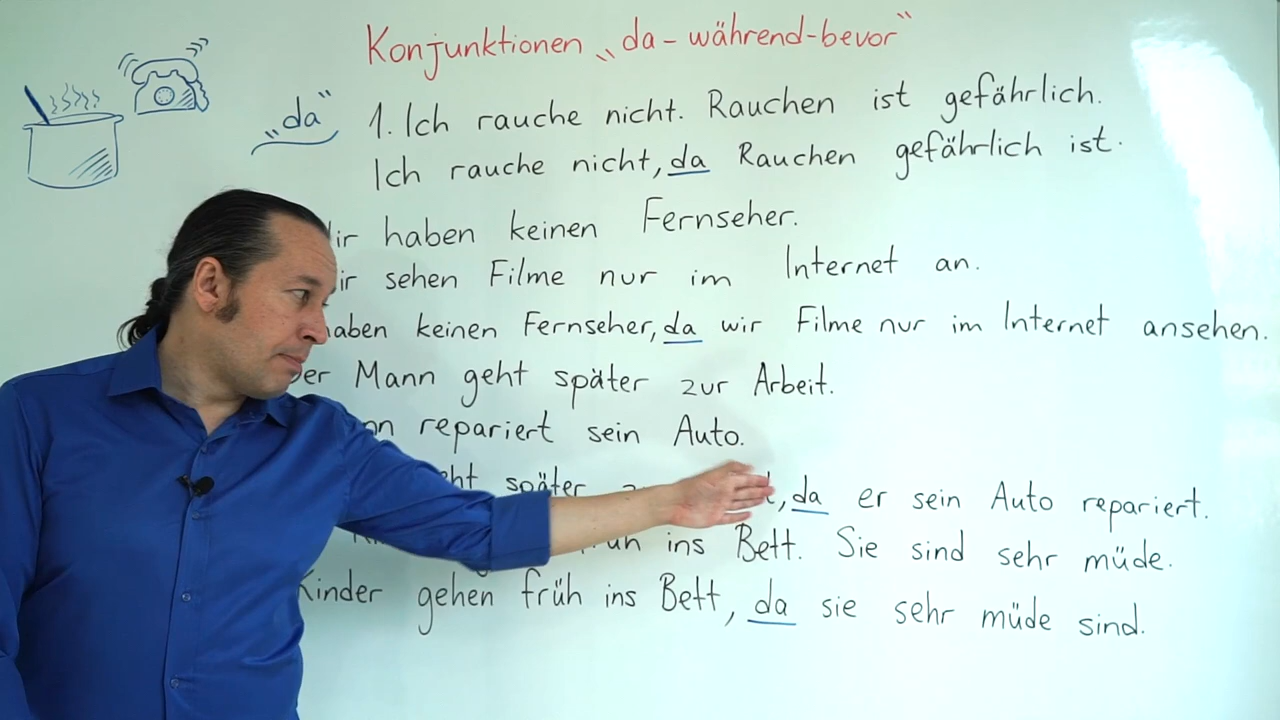 Konjunktionen „da-während-bevor“
„da“ 1. Ich rauche nicht. Rauchen ist gefährlich.
Ich rauche nicht, da Rauchen gefährlich ist.
haben keinen Fernseher.
sehen Filme nur im Internet an.
haben keinen Fernseher, da wir Filme nur im Internet ansehen.
Der Mann geht später zur Arbeit.
repariert sein Auto.
später da er sein Auto repariert.
ins Bett. Sie sind sehr müde.
Kinder gehen früh ins Bett, da sie sehr müde sind.